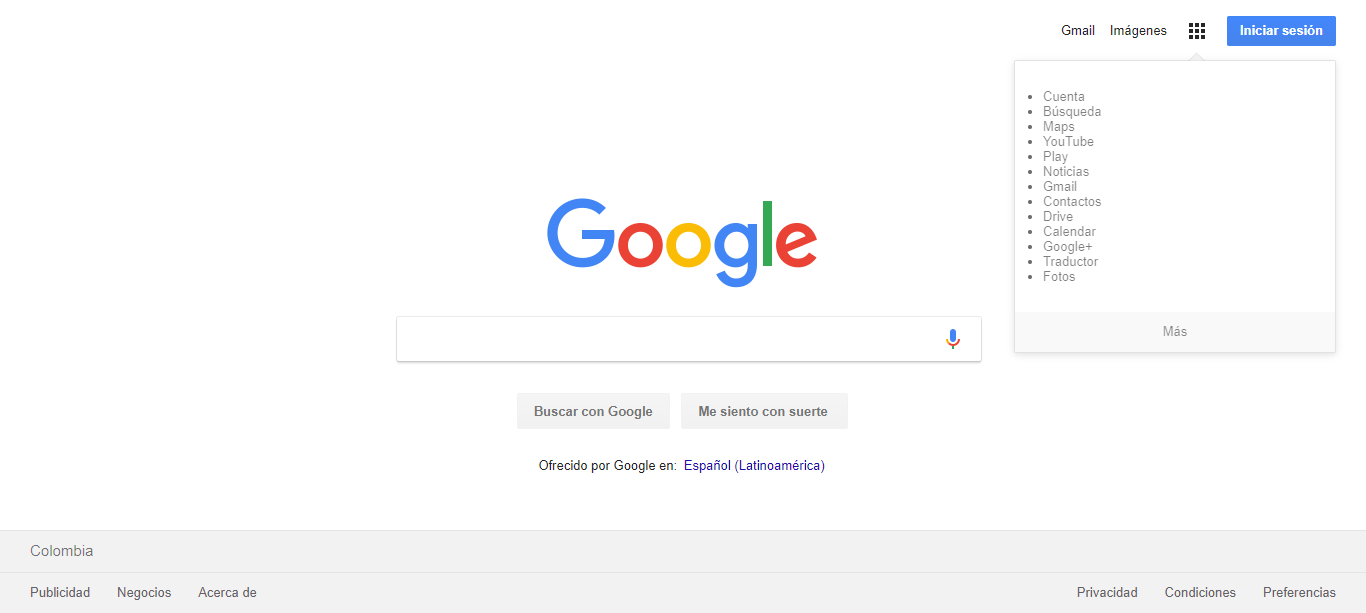 Gmail Imágenes Iniciar sesión
Cuenta
Búsqueda
Maps
YouTube
Play
Noticias
Gmail
Contactos
Drive
Calendar
Google+
Traductor
Fotos
Más
Google
Buscar con Google Me siento con suerte
Ofrecido por Google en: Español (Latinoamérica)
Colombia
Publicidad Negocios Acerca de Privacidad Condiciones Preferencias